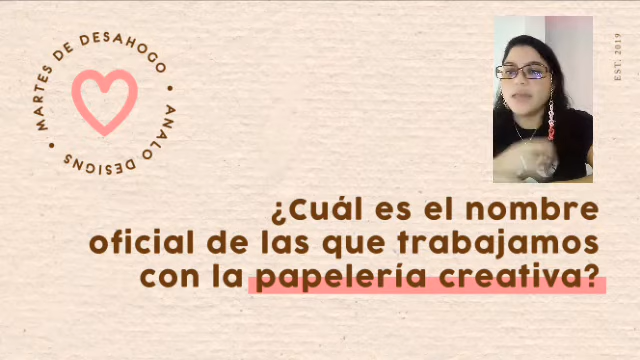 MARTES DE DESAHOGO • ANALO DESIGNS •
EST. 2019
¿Cuál es el nombre
oficial de las que trabajamos
con la papelería creativa?